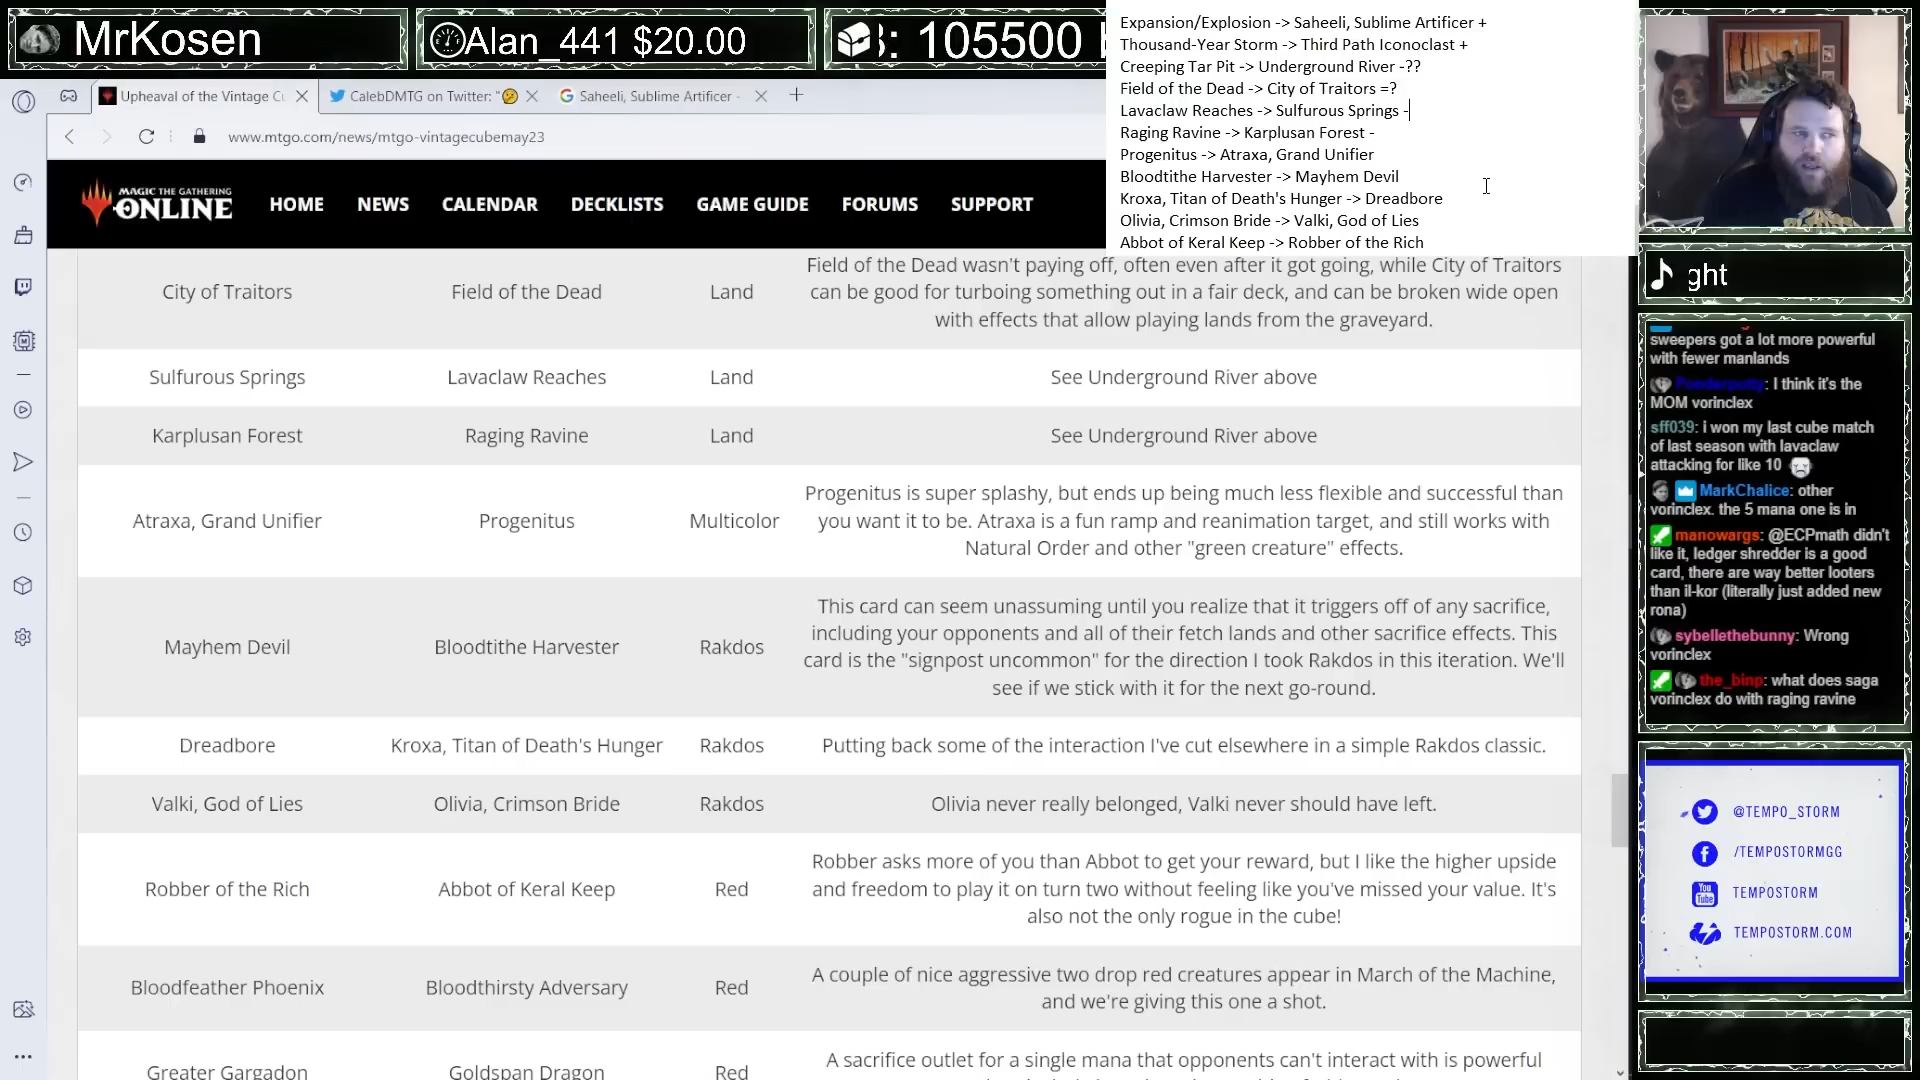 MrKosen
Alan_441 $20.00
: 105500
Expansion/Explosion -> Saheeli, Sublime Artificer +
Thousand-Year Storm -> Third Path Iconoclast +
Creeping Tar Pit -> Underground River -??
Field of the Dead -> City of Traitors =?
Lavaclaw Reaches -> Sulfurous Springs -
Raging Ravine -> Karplusan Forest -
Progenitus -> Atraxa, Grand Unifier
Bloodtithe Harvester -> Mayhem Devil
Kroxa, Titan of Death's Hunger -> Dreadbore
Olivia, Crimson Bride -> Valki, God of Lies
Abbot of Keral Keep -> Robber of the Rich
Upheaval of the Vintage Cu
CalebDMTG on Twitter: "
Saheeli, Sublime Artificer -
www.mtgo.com/news/mtgo-vintagecubemay23
MAGIC THE GATHERING
ONLINE
HOME NEWS CALENDAR DECKLISTS GAME GUIDE FORUMS SUPPORT
City of Traitors
Field of the Dead
Land
Field of the Dead wasn't paying off, often even after it got going, while City of Traitors
can be good for turboing something out in a fair deck, and can be broken wide open
with effects that allow playing lands from the graveyard.
Sulfurous Springs
Lavaclaw Reaches
Land
See Underground River above
Karplusan Forest
Raging Ravine
Land
See Underground River above
Atraxa, Grand Unifier
Progenitus
Multicolor
Progenitus is super splashy, but ends up being much less flexible and successful than
you want it to be. Atraxa is a fun ramp and reanimation target, and still works with
Natural Order and other "green creature" effects.
Mayhem Devil
Bloodtithe Harvester
Rakdos
This card can seem unassuming until you realize that it triggers off of any sacrifice,
including your opponents and all of their fetch lands and other sacrifice effects. This
card is the "signpost uncommon" for the direction I took Rakdos in this iteration. We'll
see if we stick with it for the next go-round.
Dreadbore
Kroxa, Titan of Death's Hunger
Rakdos
Putting back some of the interaction I've cut elsewhere in a simple Rakdos classic.
Valki, God of Lies
Olivia, Crimson Bride
Rakdos
Olivia never really belonged, Valki never should have left.
Robber of the Rich
Abbot of Keral Keep
Red
Robber asks more of you than Abbot to get your reward, but I like the higher upside
and freedom to play it on turn two without feeling like you've missed your value. It's
also not the only rogue in the cube!
Bloodfeather Phoenix
Bloodthirsty Adversary
Red
A couple of nice aggressive two drop red creatures appear in March of the Machine,
and we're giving this one a shot.
Greater Gargadon
Goldspan Dragon
Red
A sacrifice outlet for a single mana that opponents can't interact with is powerful
ght
sweepers got a lot more powerful
with fewer manlands
Ponderputty: I think it's the
MOM vorinclex
sff039: i won my last cube match
of last season with lavaclaw
attacking for like 10
MarkChalice: other
vorinclex. the 5 mana one is in
manowargs: @ECPmath didn't
like it, ledger shredder is a good
card, there are way better looters
than il-kor (literally just added new
rona)
sybellethebunny: Wrong
vorinclex
the_binp: what does saga
vorinclex do with raging ravine
@TEMPO_STORM
/TEMPOSTORMGG
TEMPOSTORM
TEMPOSTORM.COM